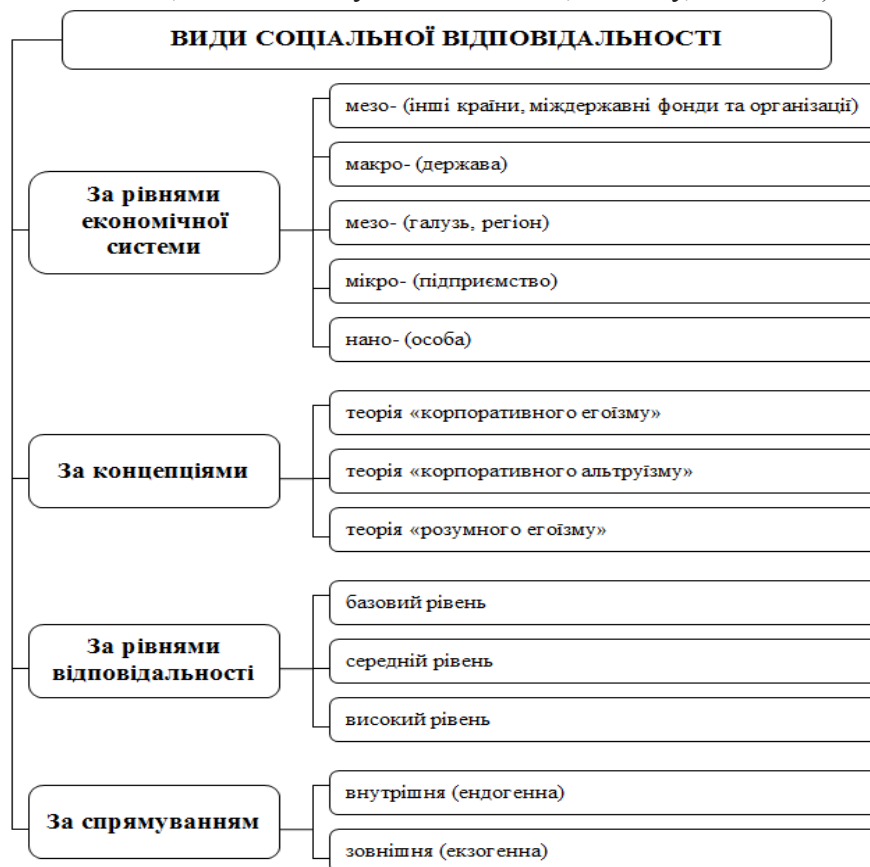 ВИДИ СОЦІАЛЬНОЇ ВІДПОВІДАЛЬНОСТІ
За рівнями
економічної
системи
мезо- (інші країни, міждержавні фонди та організації)
макро- (держава)
мезо- (галузь, регіон)
мікро- (підприємство)
нано- (особа)
За концепціями
теорія «корпоративного егоїзму»
теорія «корпоративного альтруїзму»
теорія «розумного егоїзму»
За рівнями
відповідальності
базовий рівень
середній рівень
високий рівень
За спрямуванням
внутрішня (ендогенна)
зовнішня (екзогенна)